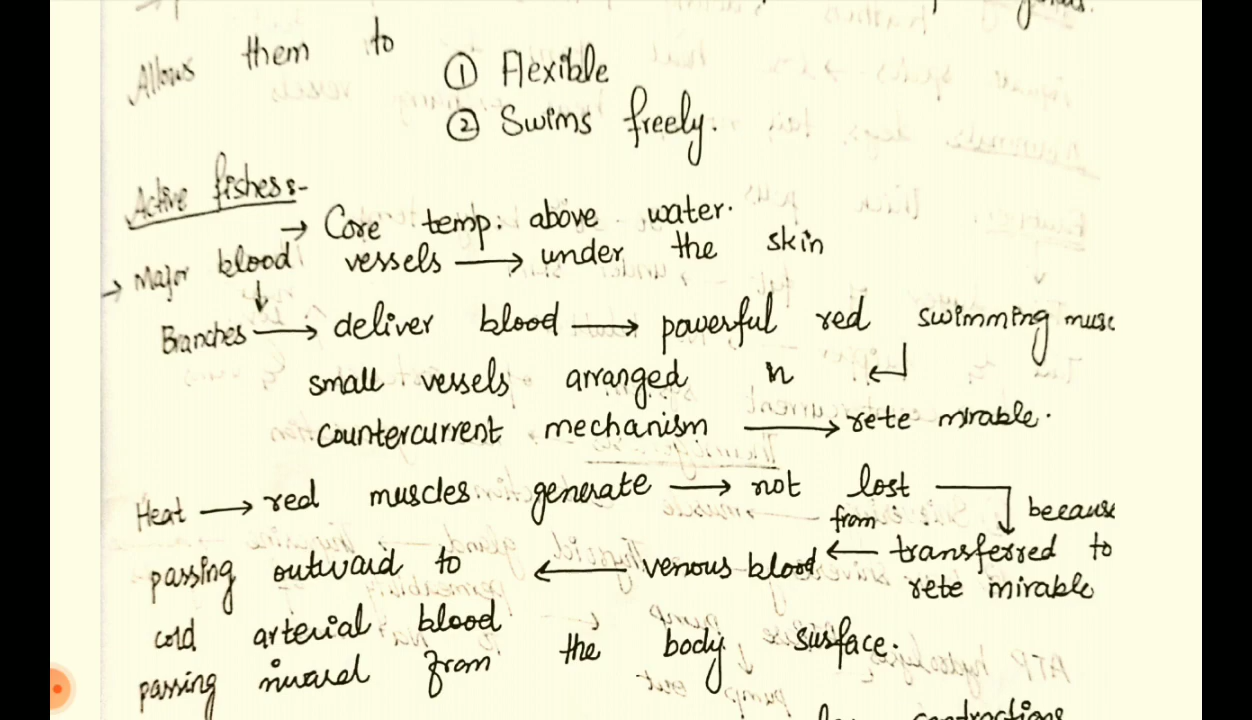 Allows them to
① Flexible
② Swims freely.
Active fishess-
→ Core temp. above water.
→ Major blood vessels → under the skin
↓
Branches → deliver blood → powerful red swimming musc
small vessels arranged in ↲
countercurrent mechanism → rete mirable.
Heat → red muscles generate → not lost
because
from
passing outward to ← venous blood ← transferred to
rete mirable
cold arterial blood
passing inward from the body surface.
contractions